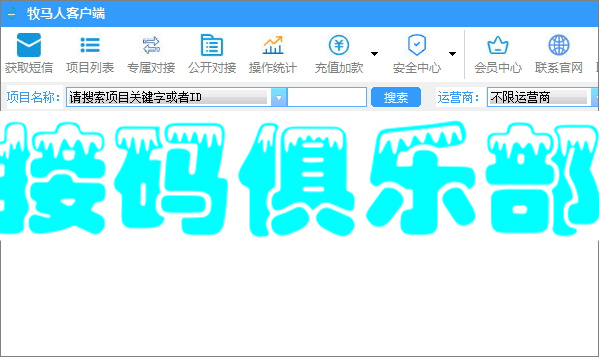 牧马人客户端
获取短信 项目列表 专属对接 公开对接 操作统计 充值加款 安全中心 会员中心 联系官网
项目名称: 请搜索项目关键字或者ID 搜索 运营商: 不限运营商
接码俱乐部